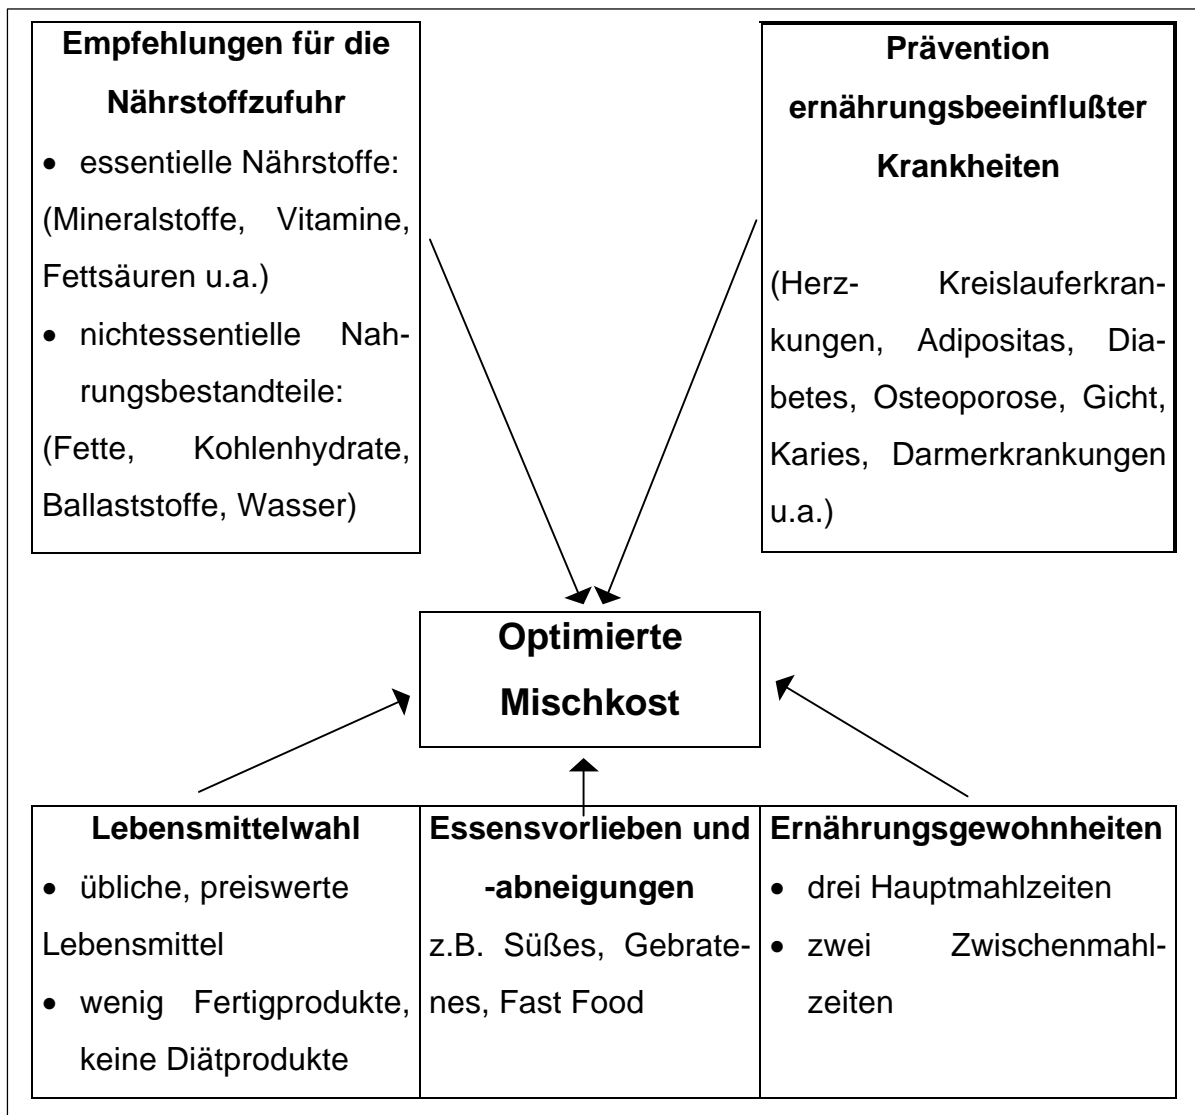 Empfehlungen für die
Nährstoffzufuhr
• essentielle Nährstoffe:
(Mineralstoffe, Vitamine,
Fettsäuren u.a.)
• nichtessentielle Nah-
rungsbestandteile:
(Fette, Kohlenhydrate,
Ballaststoffe, Wasser)
Prävention
ernährungsbeeinflußter
Krankheiten
(Herz- Kreislauferkran-
kungen, Adipositas, Dia-
betes, Osteoporose, Gicht,
Karies, Darmerkrankungen
u.a.)
Optimierte
Mischkost
Lebensmittelwahl
• übliche, preiswerte
Lebensmittel
• wenig Fertigprodukte,
keine Diätprodukte
Essensvorlieben und
-abneigungen
z.B. Süßes, Gebrate-
nes, Fast Food
Ernährungsgewohnheiten
• drei Hauptmahlzeiten
• zwei Zwischenmahl-
zeiten